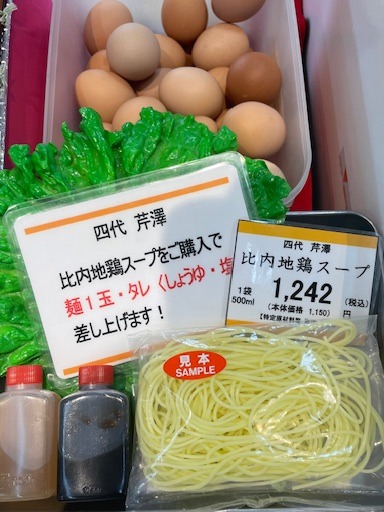 四代 芹澤
比内地鶏スープをご購入で
麺1玉・タレ〈しょうゆ・塩
差し上げます!
四代 芹澤
比内地鶏スープ
1袋
500ml
1,242
(税込)
円
(本体価格 1,150)
【特定原材料等
見本
SAMPLE